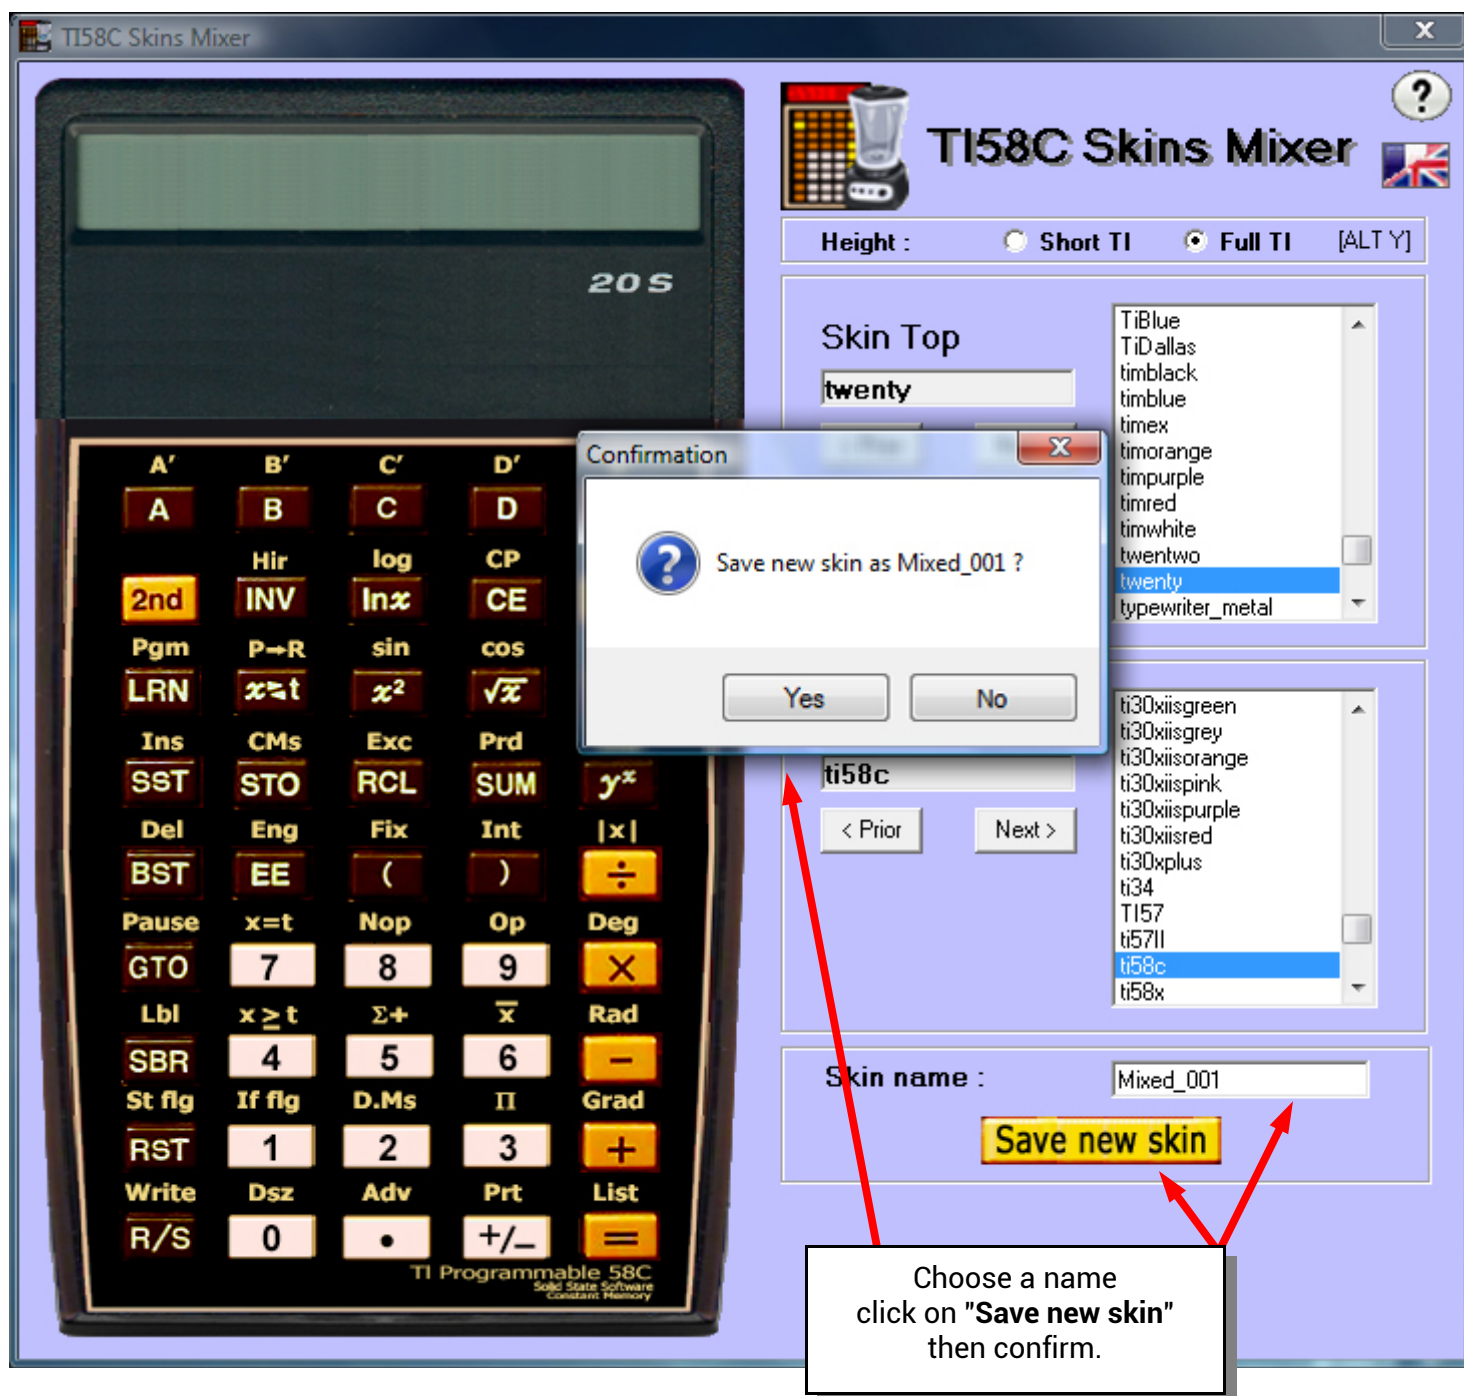 TI58C Skins Mixer
x
?
TI58C Skins Mixer
Height : Short TI Full TI [ALT Y]
20 S
Skin Top
twenty
TiBlue
TiDallas
timblack
timblue
timex
timorange
timpurple
timred
timwhite
twentwo
twenty
typewriter_metal
Confirmation
x
Save new skin as Mixed_001 ?
Yes No
ti58c
< Prior Next >
ti30xiisgreen
ti30xiisgrey
ti30xiisorange
ti30xiispink
ti30xiispurple
ti30xiisred
ti30xplus
ti34
TI57
ti57II
ti58c
ti58x
Skin name : Mixed_001
Save new skin
Choose a name
click on "Save new skin"
then confirm.
A′ B′ C′ D′
A B C D
Hir log CP
2nd INV lnx CE
Pgm P→R sin cos
LRN x⇄t x² √x̅
Ins CMs Exc Prd
SST STO RCL SUM yˣ
Del Eng Fix Int |x|
BST EE ( ) ÷
Pause x=t Nop Op Deg
GTO 7 8 9 ×
Lbl x≥t Σ+ x̅ Rad
SBR 4 5 6 −
St flg If flg D.Ms Π Grad
RST 1 2 3 +
Write Dsz Adv Prt List
R/S 0 • +/− =
TI Programmable 58C
Solid State Software
Constant Memory